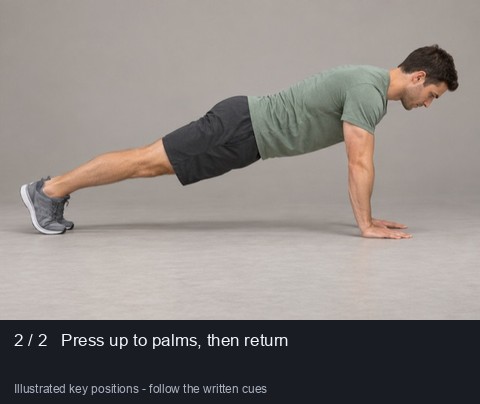 2 / 2 Press up to palms, then return
Illustrated key positions - follow the written cues